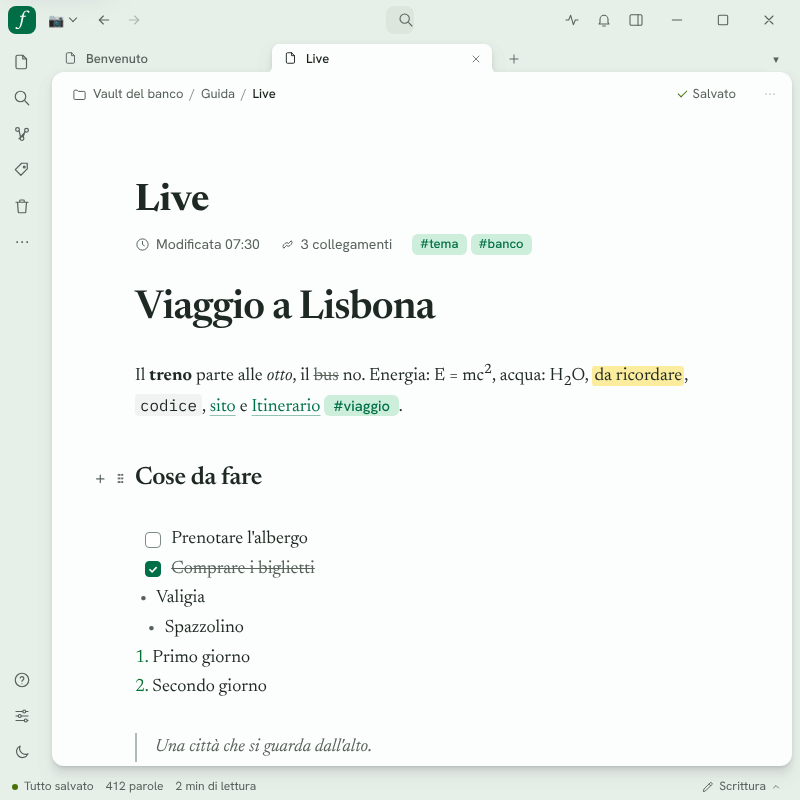 f
Benvenuto
Live
Vault del banco / Guida / Live
Salvato
Live
Modificata 07:30 3 collegamenti #tema #banco
Viaggio a Lisbona
Il treno parte alle otto, il bus no. Energia: E = mc², acqua: H₂O, da ricordare,
codice, sito e Itinerario #viaggio.
Cose da fare
Prenotare l'albergo
Comprare i biglietti
• Valigia
• Spazzolino
1. Primo giorno
2. Secondo giorno
Una città che si guarda dall'alto.
Tutto salvato 412 parole 2 min di lettura
Scrittura